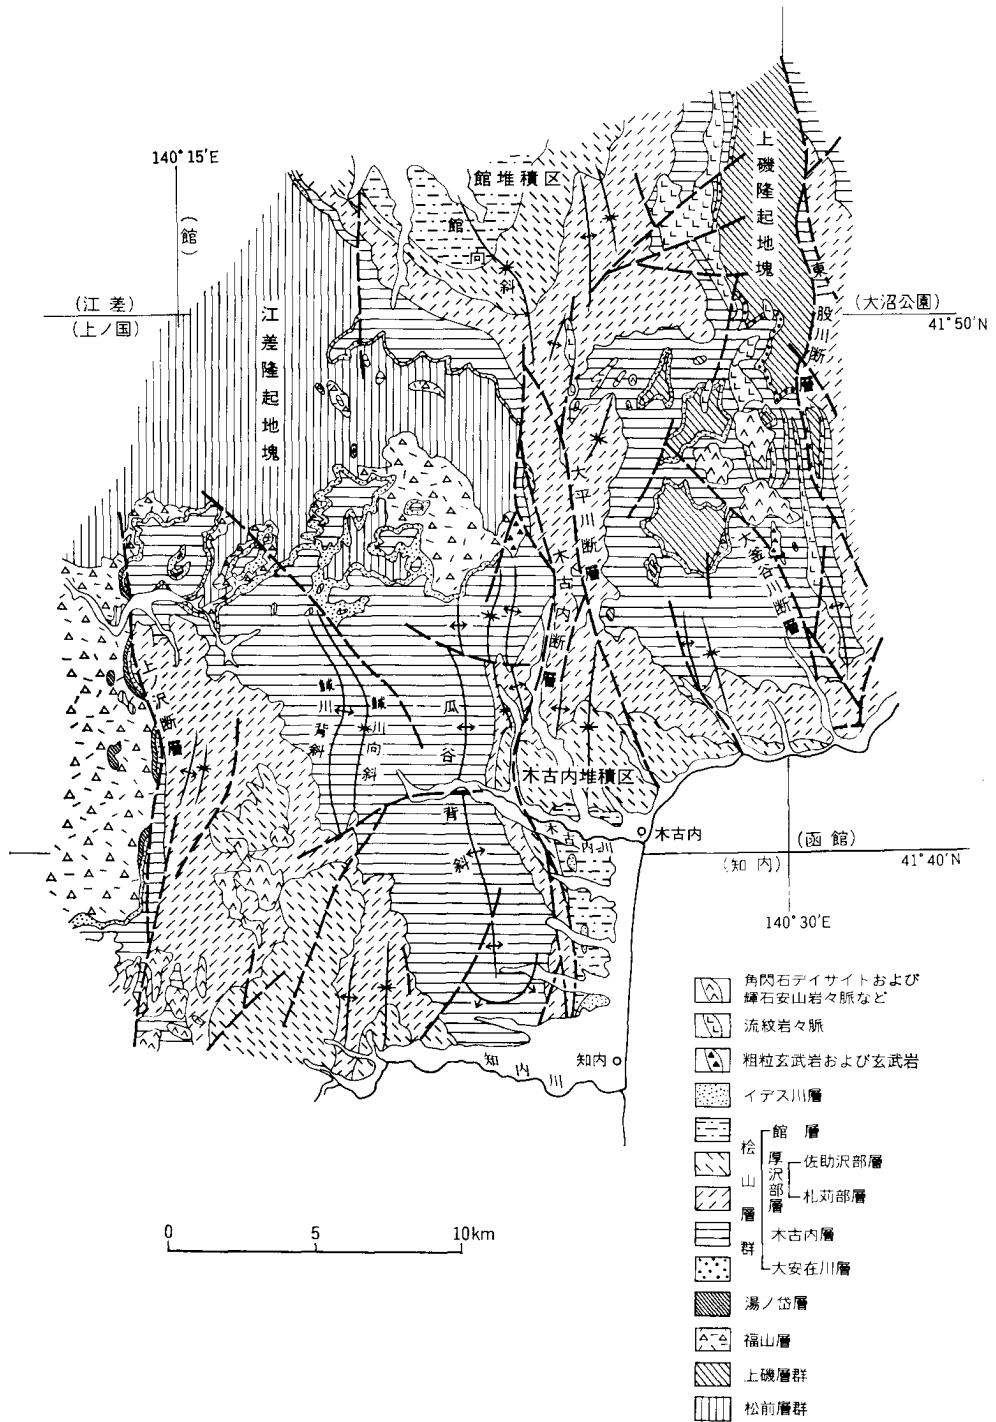 140°15′E
(館)
(江差)
(上ノ国)
館堆積区
館向斜
上磯隆起地塊
東股川断層
(大沼公園)
41°50′N
江差隆起地塊
大平川断層
木古内断層
大釜谷川断層
上ノ沢断層
川背斜
川向斜
瓜谷背斜
木古内堆積区
木古内
木古内川
(函館)
(知内)
41°40′N
140°30′E
知内
知内川
0 5 10km
角閃石デイサイトおよび
輝石安山岩々脈など
流紋岩々脈
粗粒玄武岩および玄武岩
イデス川層
桧山層群
館層
厚沢部層
佐助沢部層
札苅部層
木古内層
大安在川層
湯ノ岱層
福山層
上磯層群
松前層群